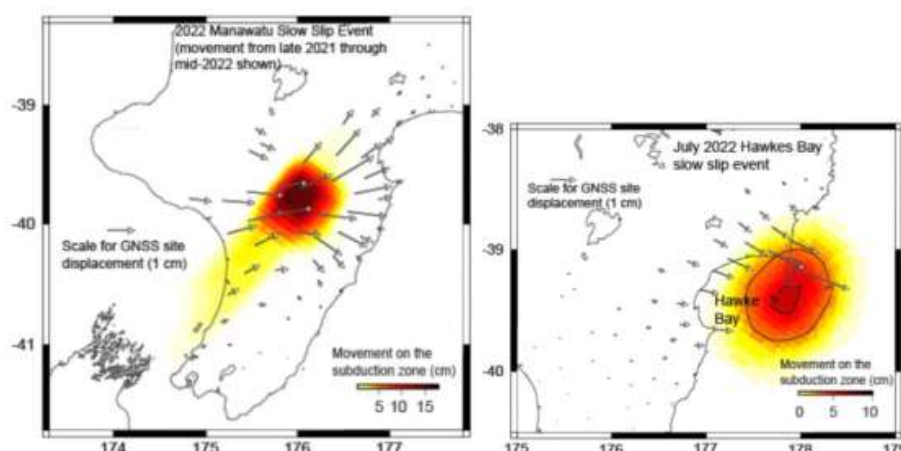 2022 Manawatu Slow Slip Event
(movement from late 2021 through
mid-2022 shown)
-39
-40
-41
Scale for GNSS site
displacement (1 cm)
Movement on the
subduction zone (cm)
5 10 15
174 175 176 177
-38
July 2022 Hawkes Bay
slow slip event
Scale for GNSS site
displacement (1 cm)
-39
Hawke
Bay
Movement on the
subduction zone (cm)
0 5 10
-40
175 176 177 178